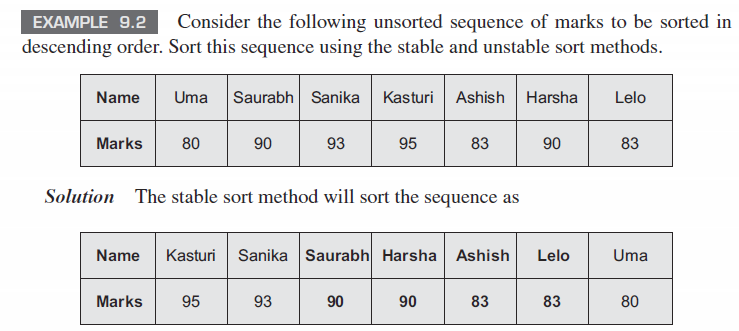 EXAMPLE 9.2 Consider the following unsorted sequence of marks to be sorted in
descending order. Sort this sequence using the stable and unstable sort methods.
Name Uma Saurabh Sanika Kasturi Ashish Harsha Lelo
Marks 80 90 93 95 83 90 83
Solution The stable sort method will sort the sequence as
Name Kasturi Sanika Saurabh Harsha Ashish Lelo Uma
Marks 95 93 90 90 83 83 80